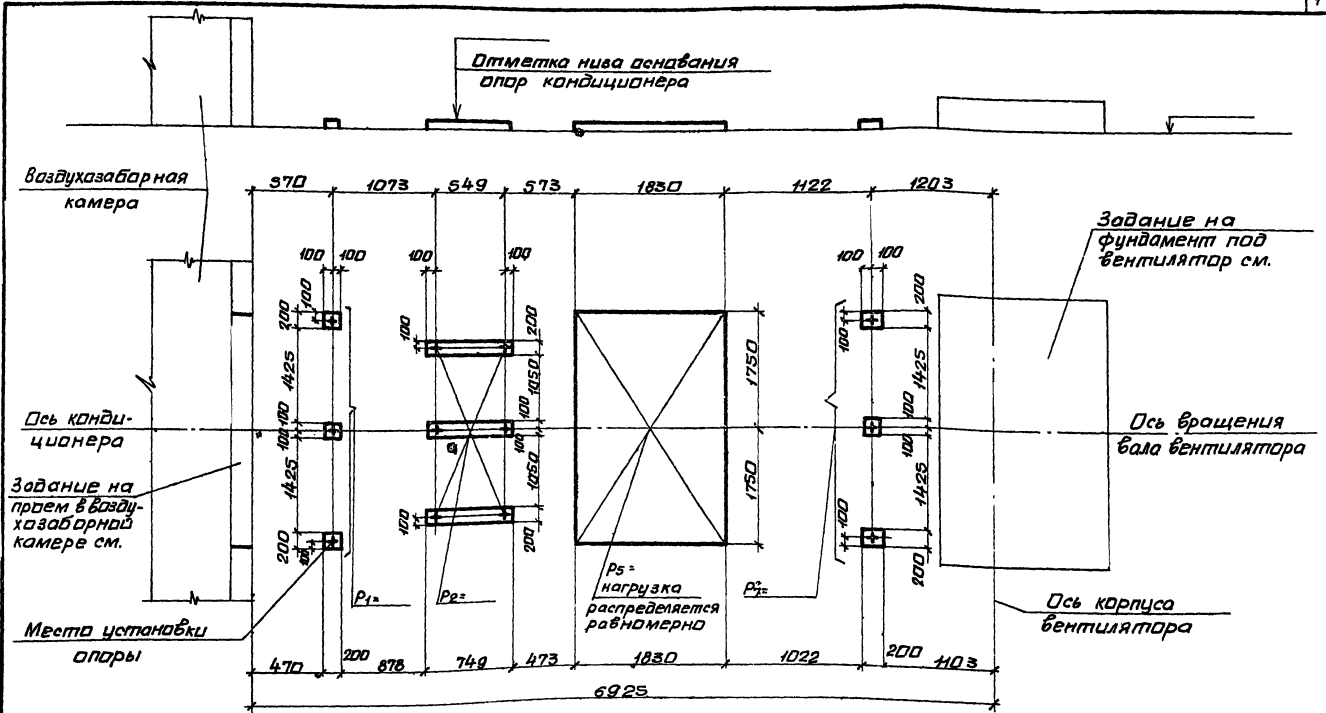 Отметка низа основания
опор кондиционера
Воздухозаборная
камера
370
1073
549
573
1830
1122
1203
Задание на
фундамент под
вентилятор см.
100
100
100
100
100
100
200
100
1425
100
100
1425
200
100
100
200
1050
100
100
1050
200
100
1750
1750
100
200
1425
100
100
1425
100
200
Ось конди-
ционера
Ось вращения
вала вентилятора
Задание на
проем в возду-
хозаборной
камере см.
Место установки
опоры
P1=
P2=
P5=
нагрузка
распределяется
равномерно
Ось корпуса
вентилятора
470
200
878
749
473
1830
1022
200
1103
6925